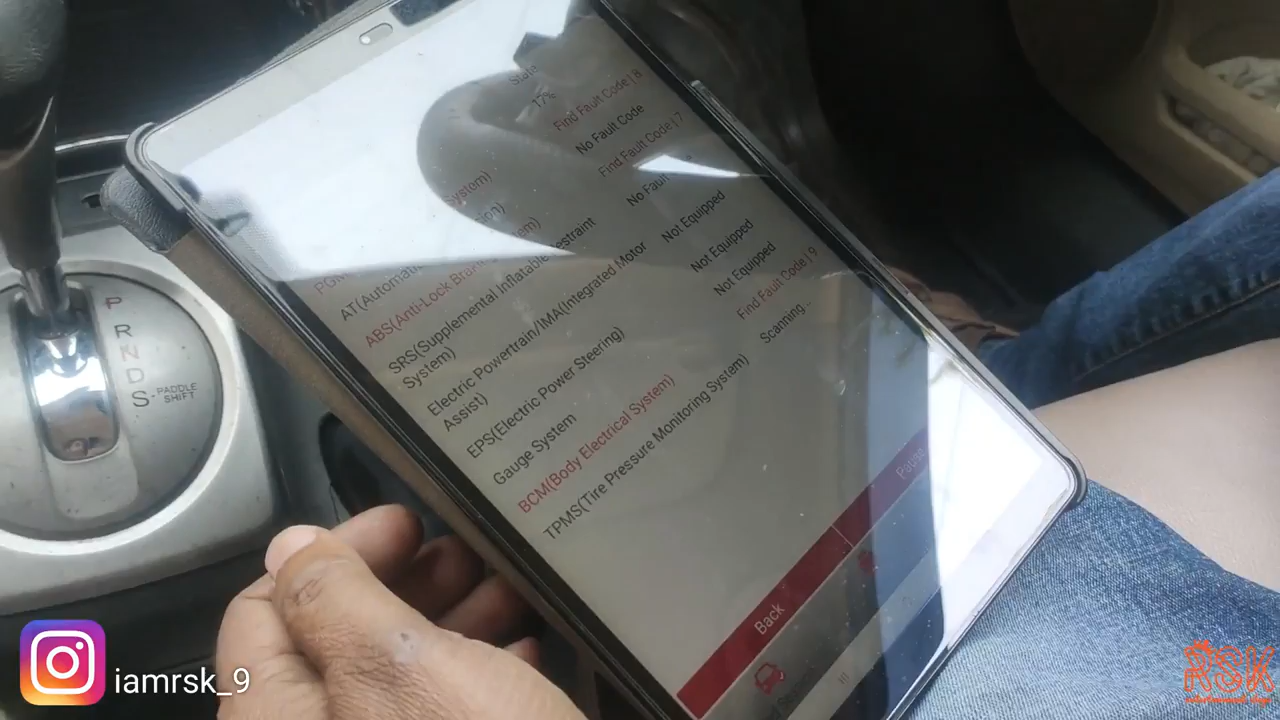 State
17%
Find Fault Code | 8
AT(Automatic
No Fault Code
ABS(Anti-Lock Braking System)
Find Fault Code | 7
SRS(Supplemental Inflatable Restraint
System)
No Fault
Electric Powertrain/IMA(Integrated Motor
Assist)
Not Equipped
EPS(Electric Power Steering)
Not Equipped
Gauge System
Not Equipped
BCM(Body Electrical System)
Find Fault Code | 9
TPMS(Tire Pressure Monitoring System)
Scanning...
Back
Pause
P
R
N
D
S-PADDLE
SHIFT
iamrsk_9
RSK